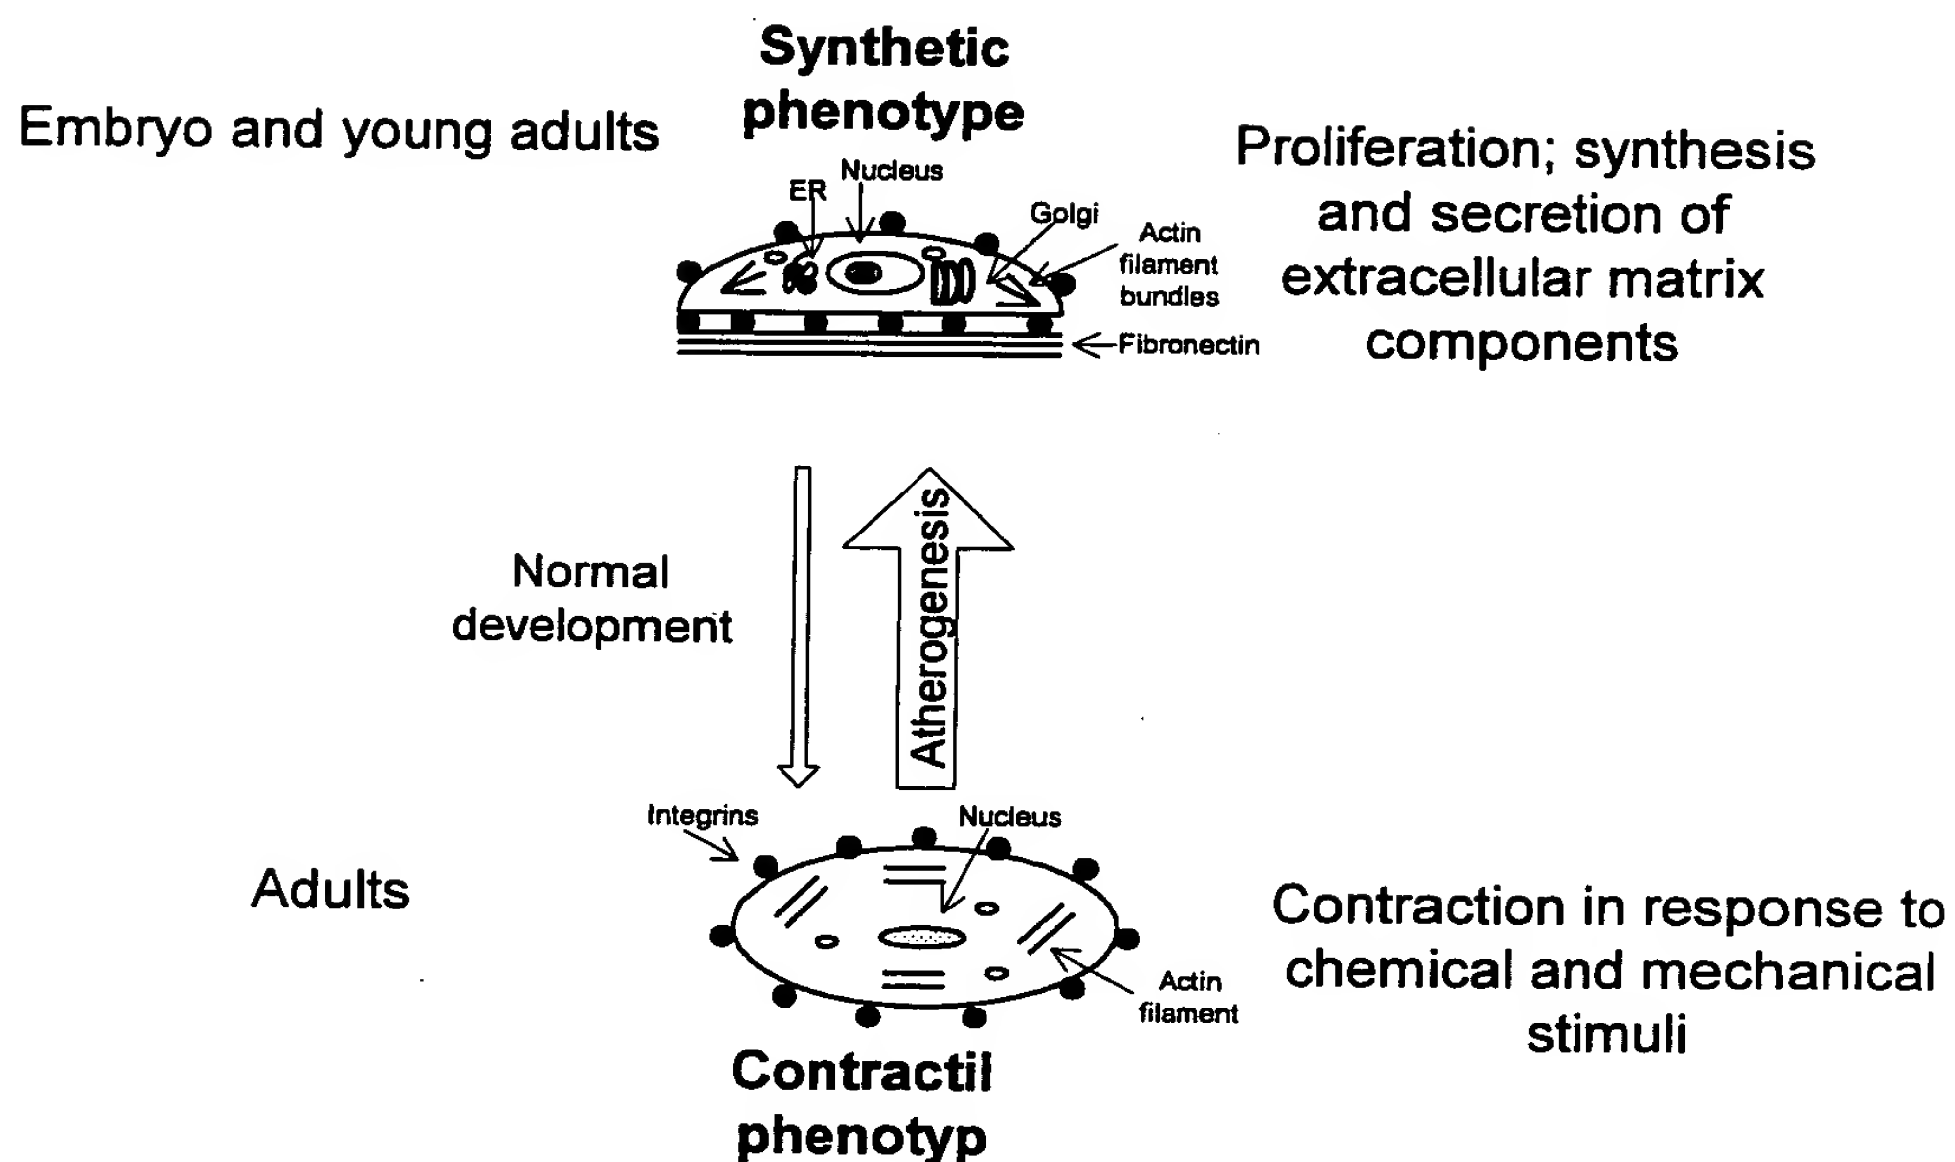 Synthetic
phenotype
Embryo and young adults
Proliferation; synthesis
and secretion of
extracellular matrix
components
Nucleus
ER
Golgi
Actin
filament
bundles
Fibronectin
Normal
development
Atherogenesis
Integrins
Nucleus
Adults
Contraction in response to
chemical and mechanical
stimuli
Actin
filament
Contractil
phenotyp